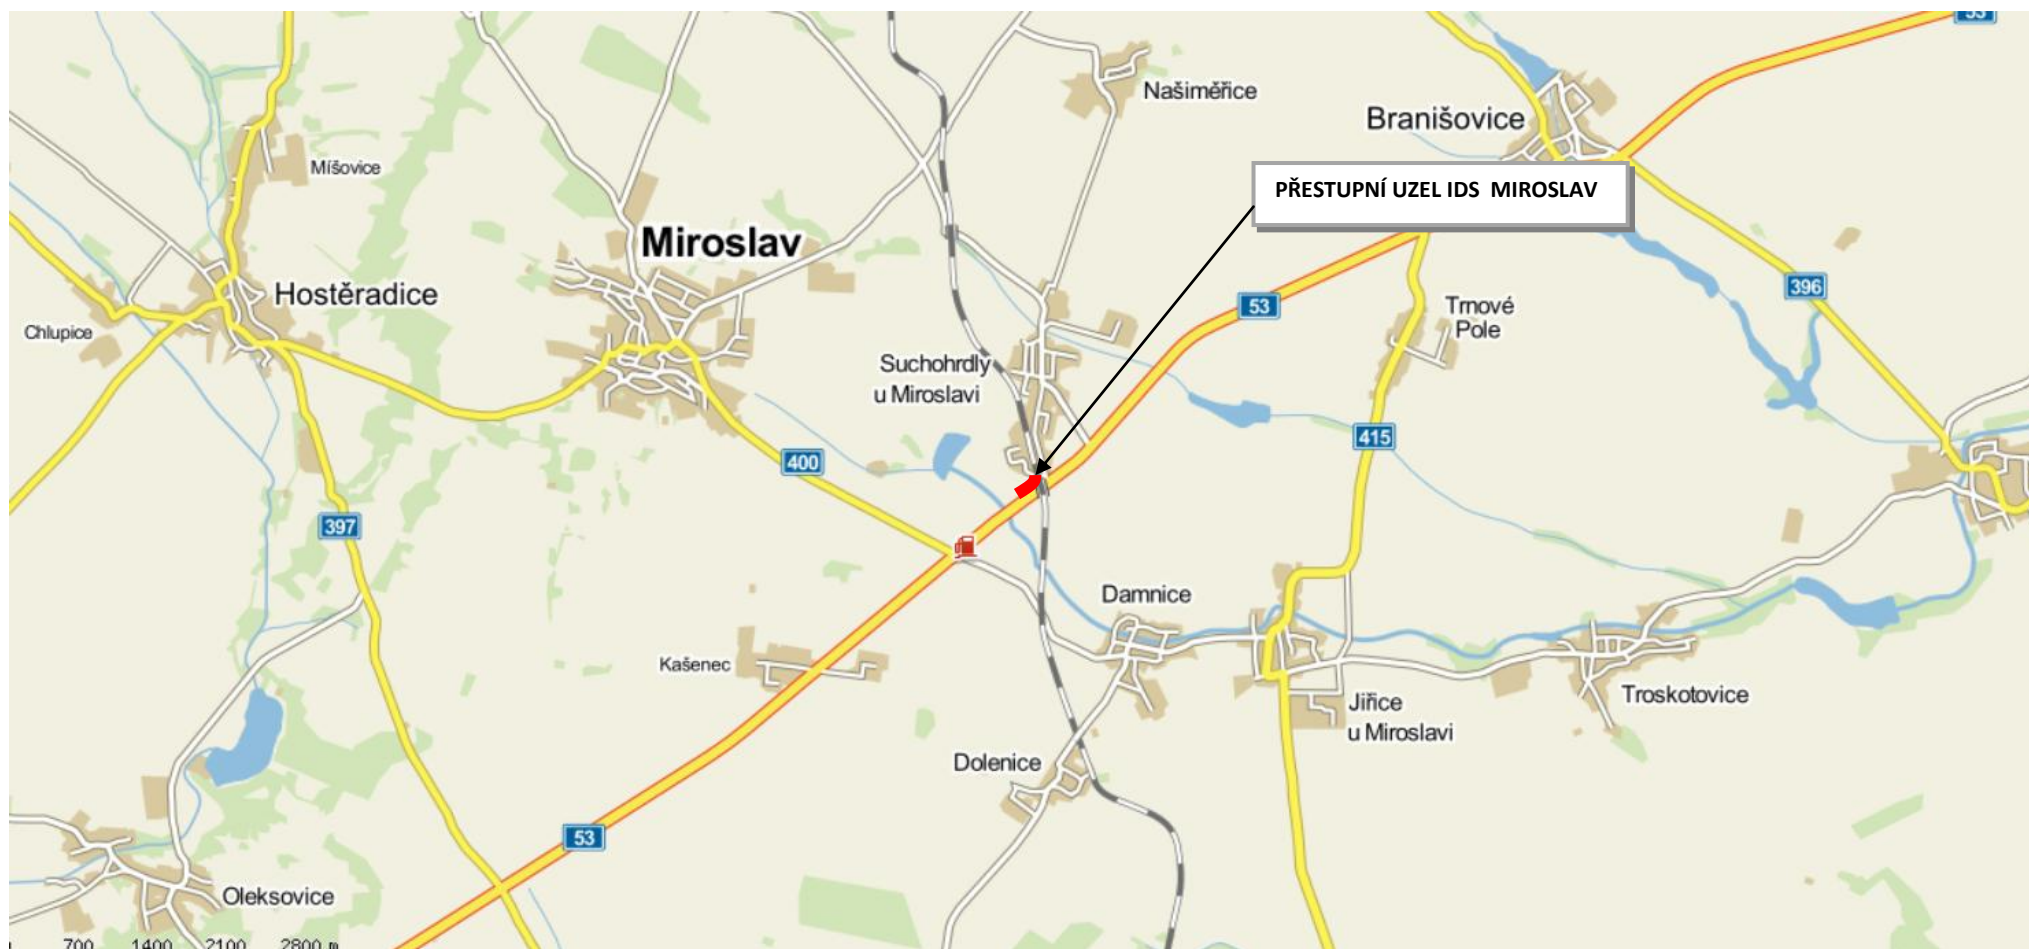 53
Našiměřice
Branišovice
Míšovice
PŘESTUPNÍ UZEL IDS MIROSLAV
Miroslav
Hostěradice
396
53
Trnové
Pole
Chlupice
Suchohrdly
u Miroslavi
415
400
397
Damnice
Kašenec
Troskotovice
Jiřice
u Miroslavi
Dolenice
53
Oleksovice
700 1400 2100 2800 m